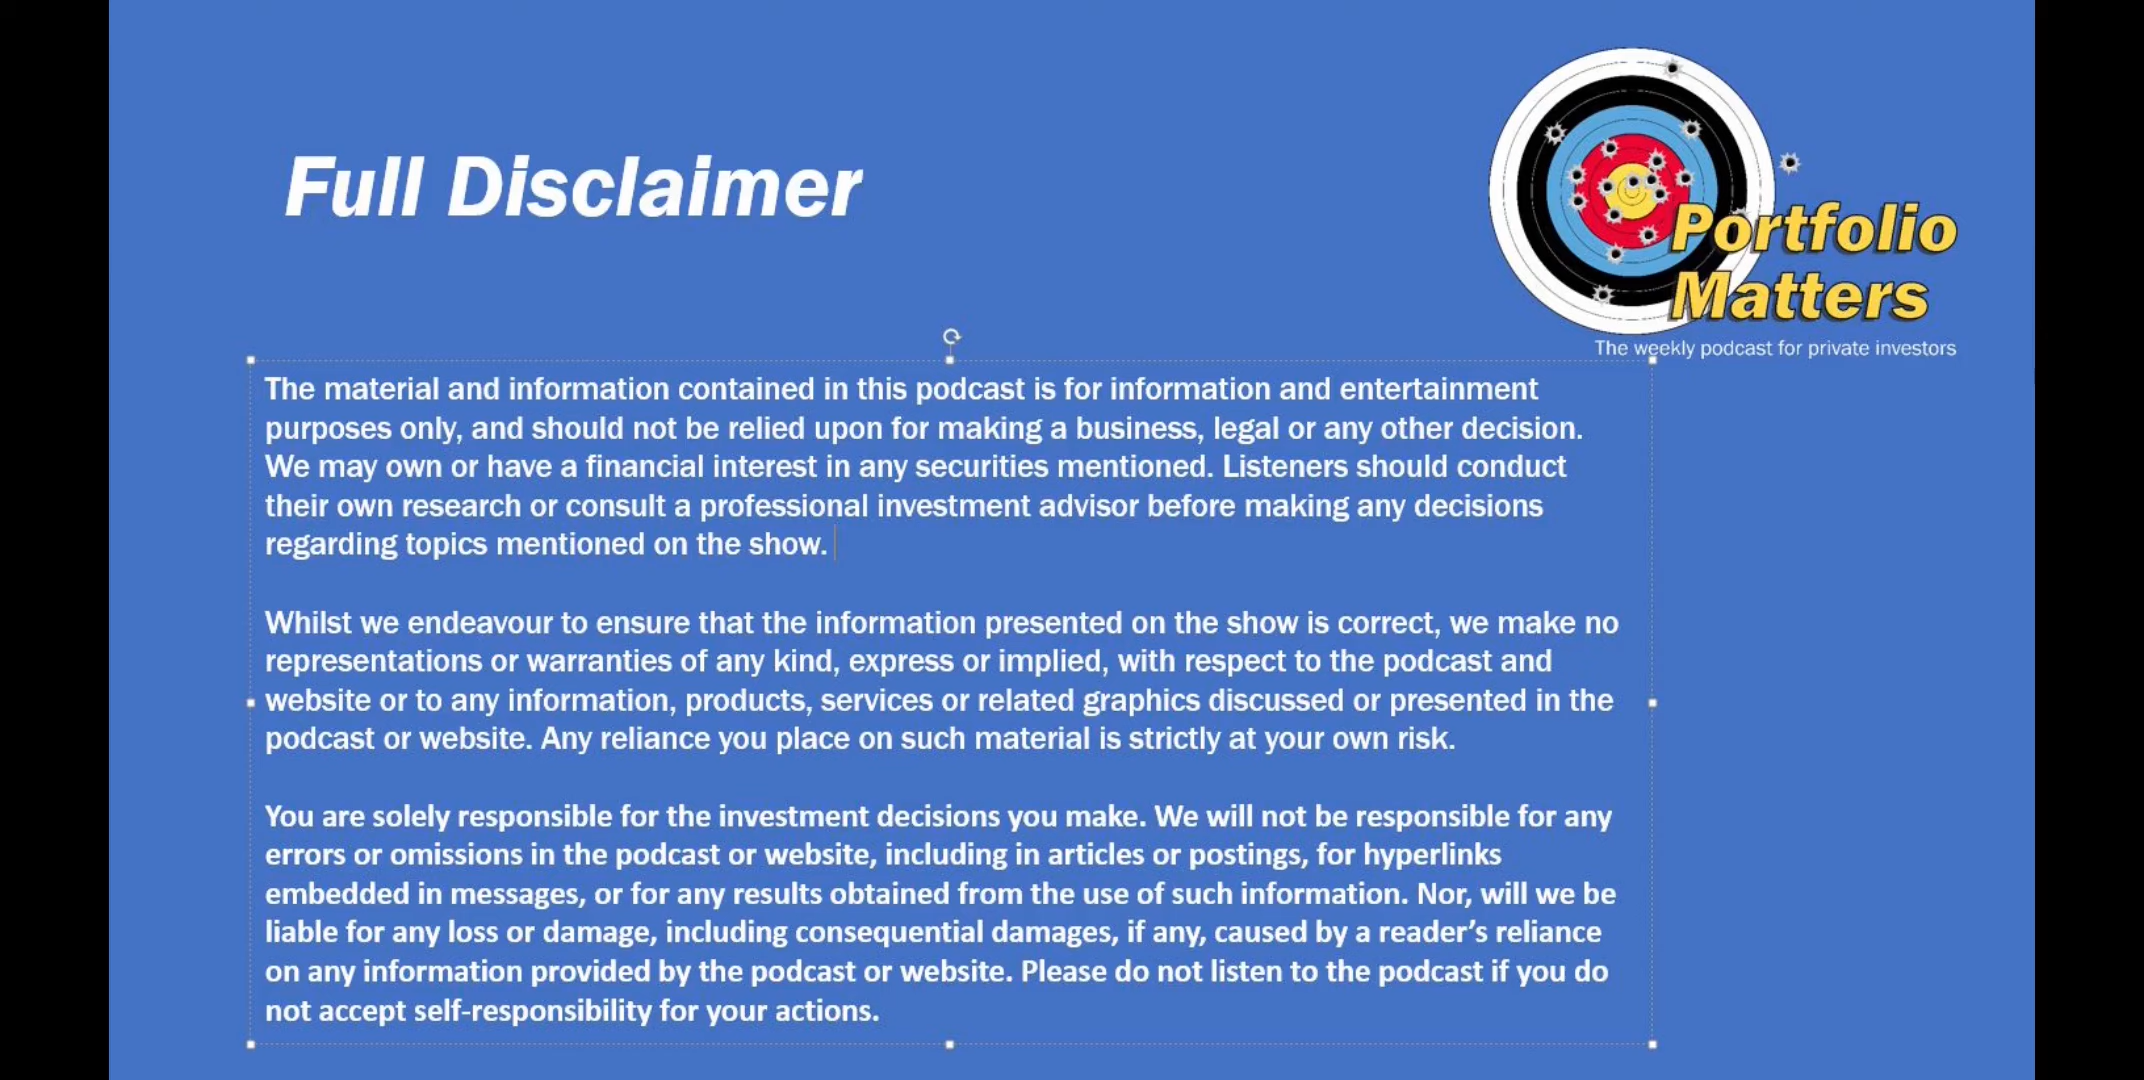 Full Disclaimer
Portfolio
Matters
The weekly podcast for private investors
The material and information contained in this podcast is for information and entertainment
purposes only, and should not be relied upon for making a business, legal or any other decision.
We may own or have a financial interest in any securities mentioned. Listeners should conduct
their own research or consult a professional investment advisor before making any decisions
regarding topics mentioned on the show.
Whilst we endeavour to ensure that the information presented on the show is correct, we make no
representations or warranties of any kind, express or implied, with respect to the podcast and
website or to any information, products, services or related graphics discussed or presented in the
podcast or website. Any reliance you place on such material is strictly at your own risk.
You are solely responsible for the investment decisions you make. We will not be responsible for any
errors or omissions in the podcast or website, including in articles or postings, for hyperlinks
embedded in messages, or for any results obtained from the use of such information. Nor, will we be
liable for any loss or damage, including consequential damages, if any, caused by a reader’s reliance
on any information provided by the podcast or website. Please do not listen to the podcast if you do
not accept self-responsibility for your actions.